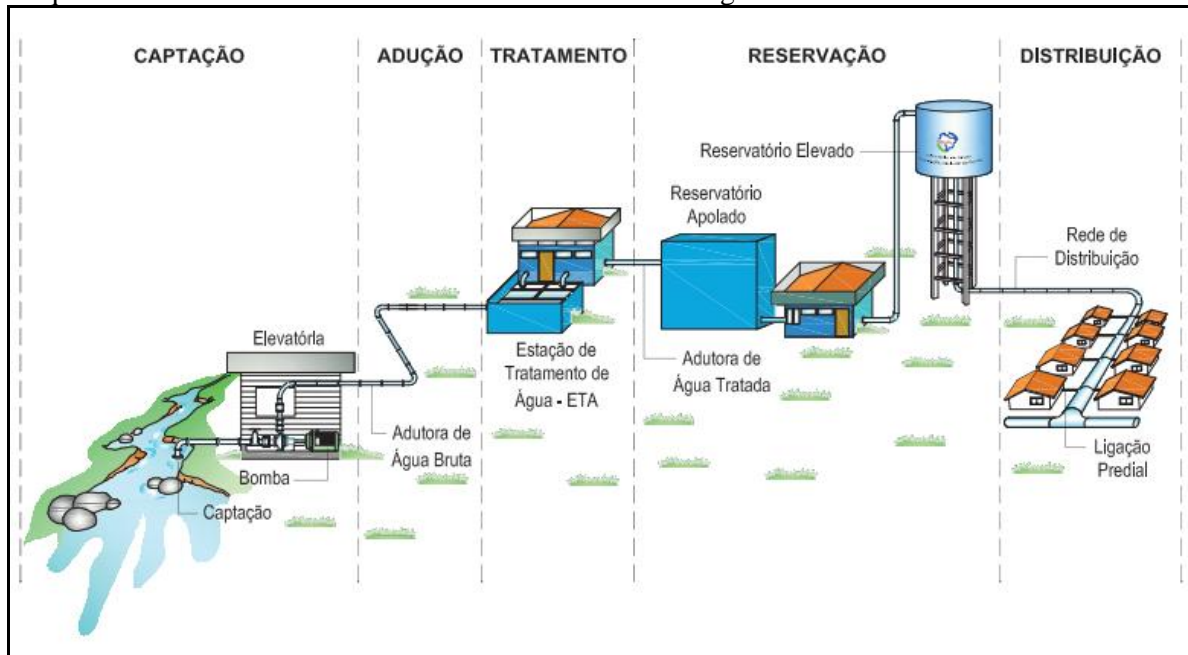 CAPTAÇÃO
ADUÇÃO
TRATAMENTO
RESERVAÇÃO
DISTRIBUIÇÃO
Reservatório Elevado
Reservatório
Apolado
Rede de
Distribuição
Elevatórla
Estação de
Tratamento de
Água - ETA
Adutora de
Água Tratada
Adutora de
Água Bruta
Bomba
Captação
Ligação
Predial